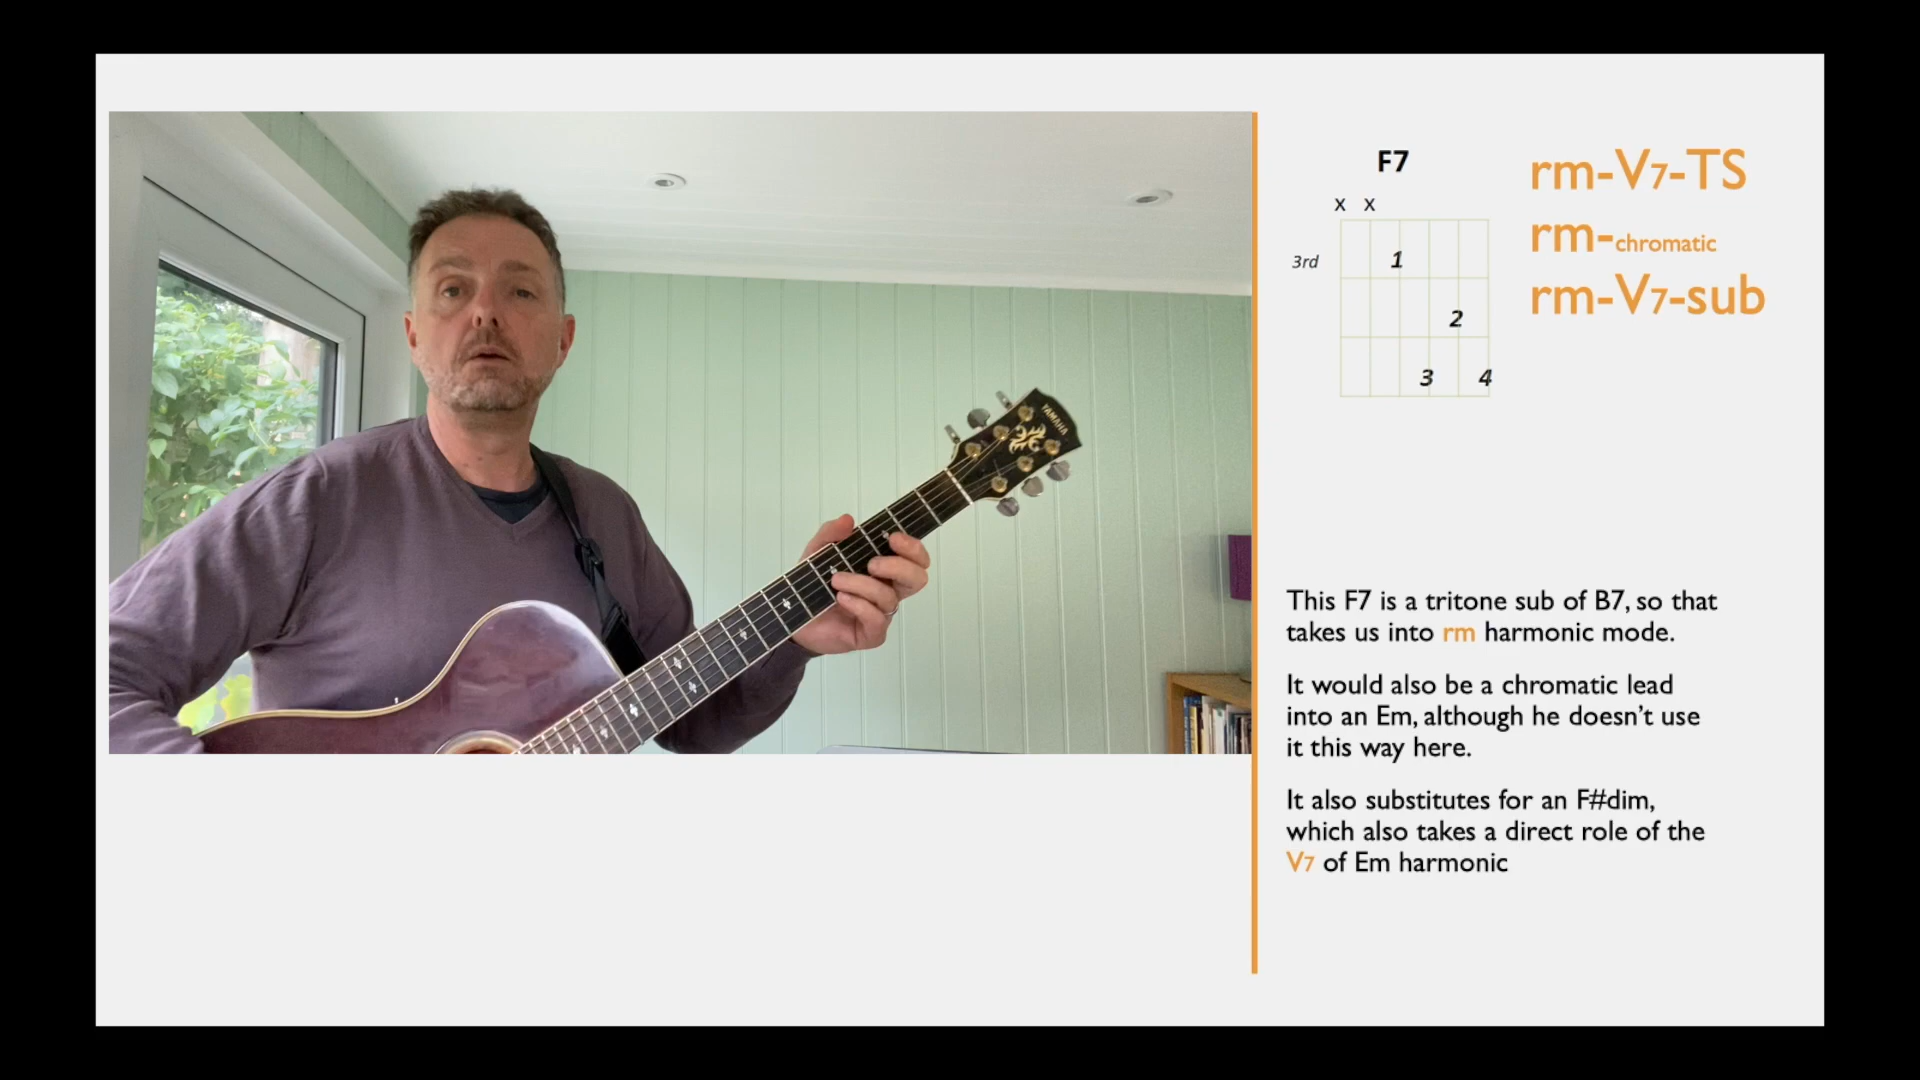 F7
x x
3rd
1
2
3 4
rm-V7-TS
rm-chromatic
rm-V7-sub
YAMAHA
This F7 is a tritone sub of B7, so that
takes us into rm harmonic mode.
It would also be a chromatic lead
into an Em, although he doesn't use
it this way here.
It also substitutes for an F#dim,
which also takes a direct role of the
V7 of Em harmonic